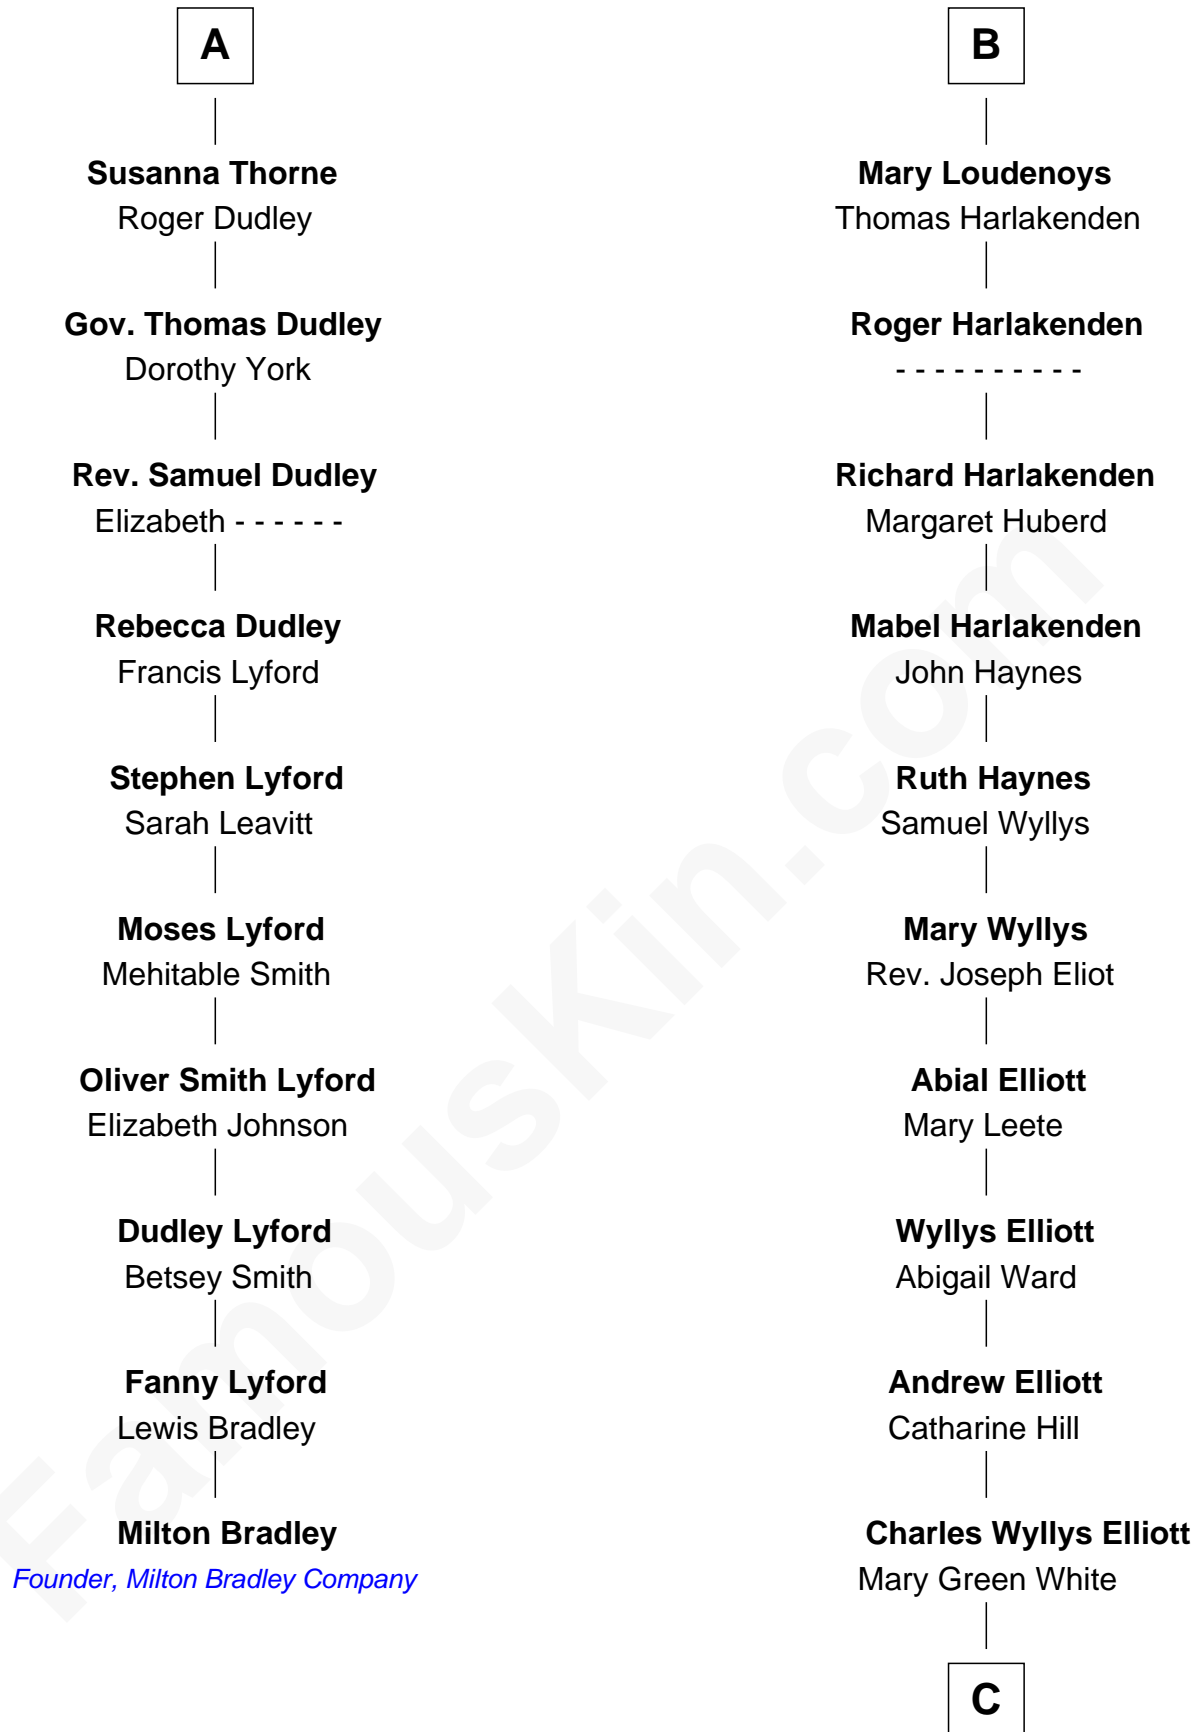 A
Susanna Thorne
Roger Dudley
Gov. Thomas Dudley
Dorothy York
Rev. Samuel Dudley
Elizabeth - - - - - -
Rebecca Dudley
Francis Lyford
Stephen Lyford
Sarah Leavitt
Moses Lyford
Mehitable Smith
Oliver Smith Lyford
Elizabeth Johnson
Dudley Lyford
Betsey Smith
Fanny Lyford
Lewis Bradley
Milton Bradley
Founder, Milton Bradley Company
B
Mary Loudenoys
Thomas Harlakenden
Roger Harlakenden
- - - - - - - - - -
Richard Harlakenden
Margaret Huberd
Mabel Harlakenden
John Haynes
Ruth Haynes
Samuel Wyllys
Mary Wyllys
Rev. Joseph Eliot
Abial Elliott
Mary Leete
Wyllys Elliott
Abigail Ward
Andrew Elliott
Catharine Hill
Charles Wyllys Elliott
Mary Green White
C
FamousKin.com